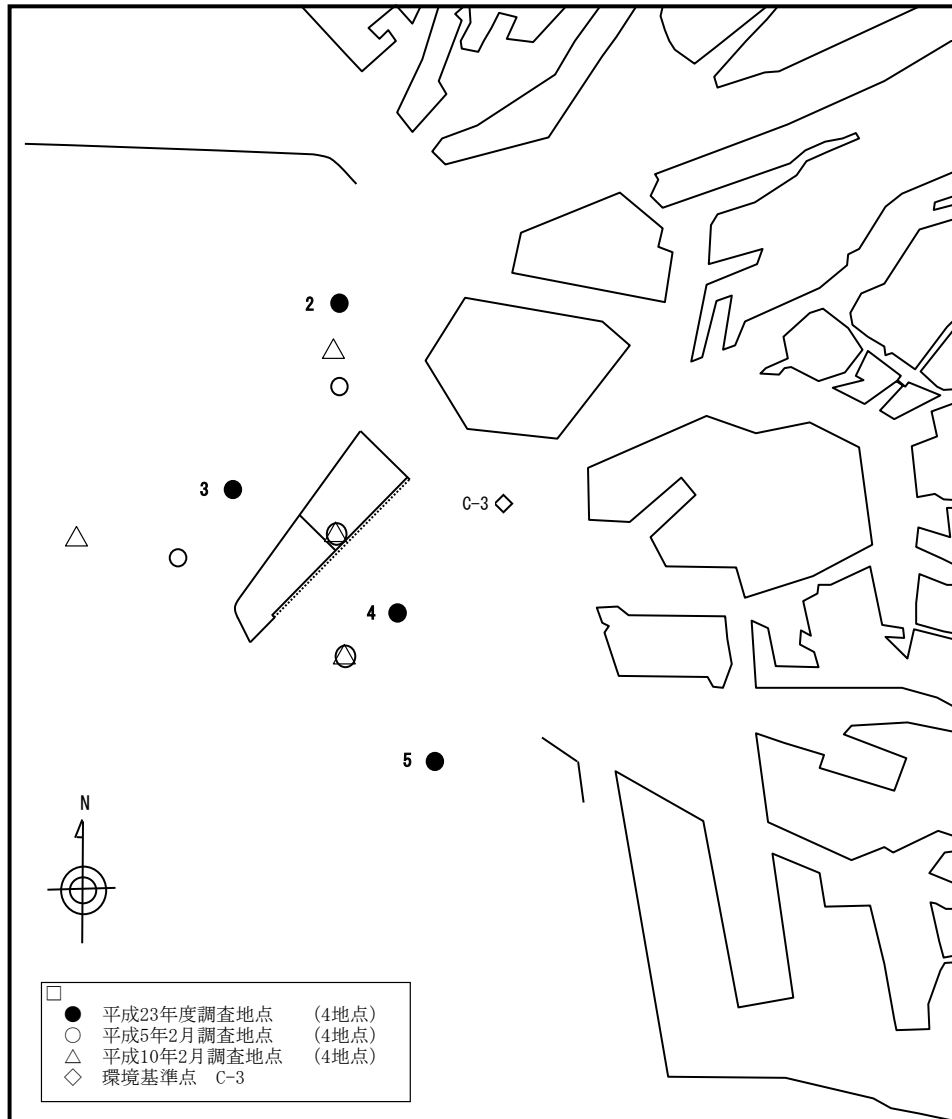 2
3
C-3
4
5
N
● 平成23年度調査地点 (4地点)
○ 平成5年2月調査地点 (4地点)
△ 平成10年2月調査地点 (4地点)
◇ 環境基準点 C-3